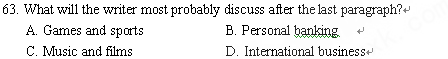 63. What will the writer most probably discuss after the last paragraph?
A. Games and sports B. Personal banking
C. Music and films D. International business